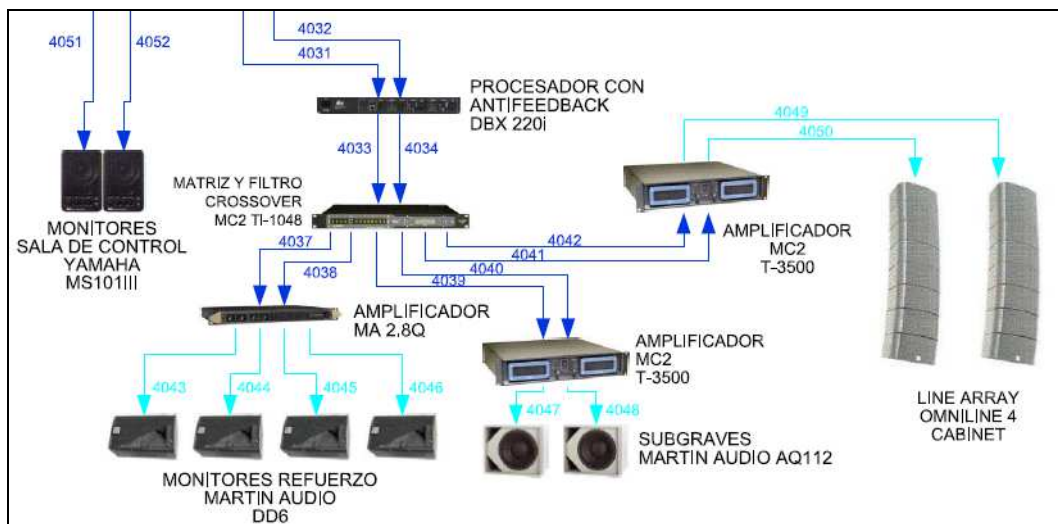 4051
4052
4032
4031
PROCESADOR CON
ANTIFEEDBACK
DBX 220i
4033
4034
4049
4050
MATRIZ Y FILTRO
CROSSOVER
MC2 TI-1048
MONITORES
SALA DE CONTROL
YAMAHA
MS101III
AMPLIFICADOR
MC2
T-3500
4037
4038
4042
4041
4040
4039
AMPLIFICADOR
MA 2.8Q
AMPLIFICADOR
MC2
T-3500
4043
4044
4045
4046
4047
4048
MONITORES REFUERZO
MARTIN AUDIO
DD6
SUBGRAVES
MARTIN AUDIO AQ112
LINE ARRAY
OMNILINE 4
CABINET